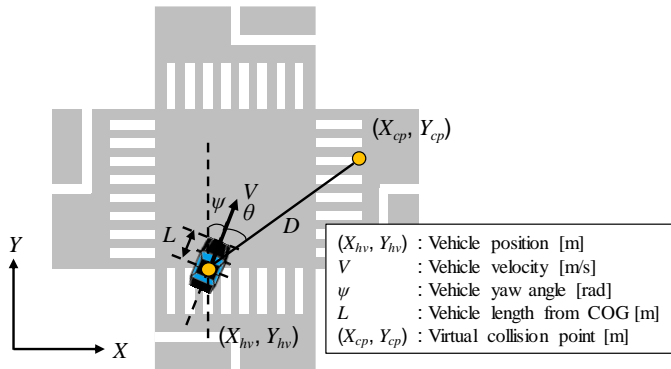 (X_cp, Y_cp)
V
ψ
θ
L
D
Y
X
(X_hv, Y_hv)
(X_hv, Y_hv) : Vehicle position [m]
V : Vehicle velocity [m/s]
ψ : Vehicle yaw angle [rad]
L : Vehicle length from COG [m]
(X_cp, Y_cp) : Virtual collision point [m]